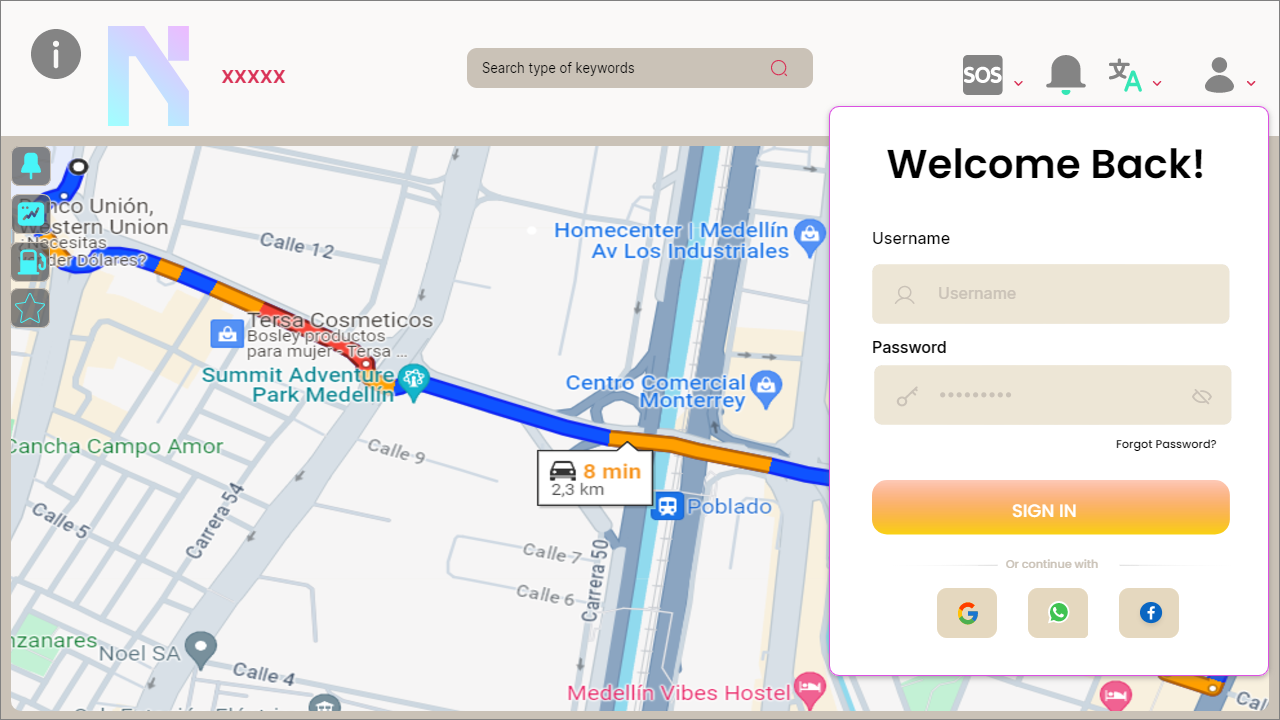 XXXXX
Search type of keywords
SOS
Welcome Back!
Username
Username
Password
Forgot Password?
SIGN IN
Or continue with
Unión,
Western Union
¿Necesitas
Dólares?
Calle 12
Homecenter | Medellín
Av Los Industriales
Tersa Cosmeticos
Bosley productos
para mujer - Tersa ...
Summit Adventure
Park Medellín
Centro Comercial
Monterrey
Cancha Campo Amor
Calle 9
8 min
2,3 km
Poblado
Carrera 54
Calle 5
Calle 7
Carrera 50
Calle 6
nzanares
Noel SA
Calle 4
Medellín Vibes Hostel
Cal